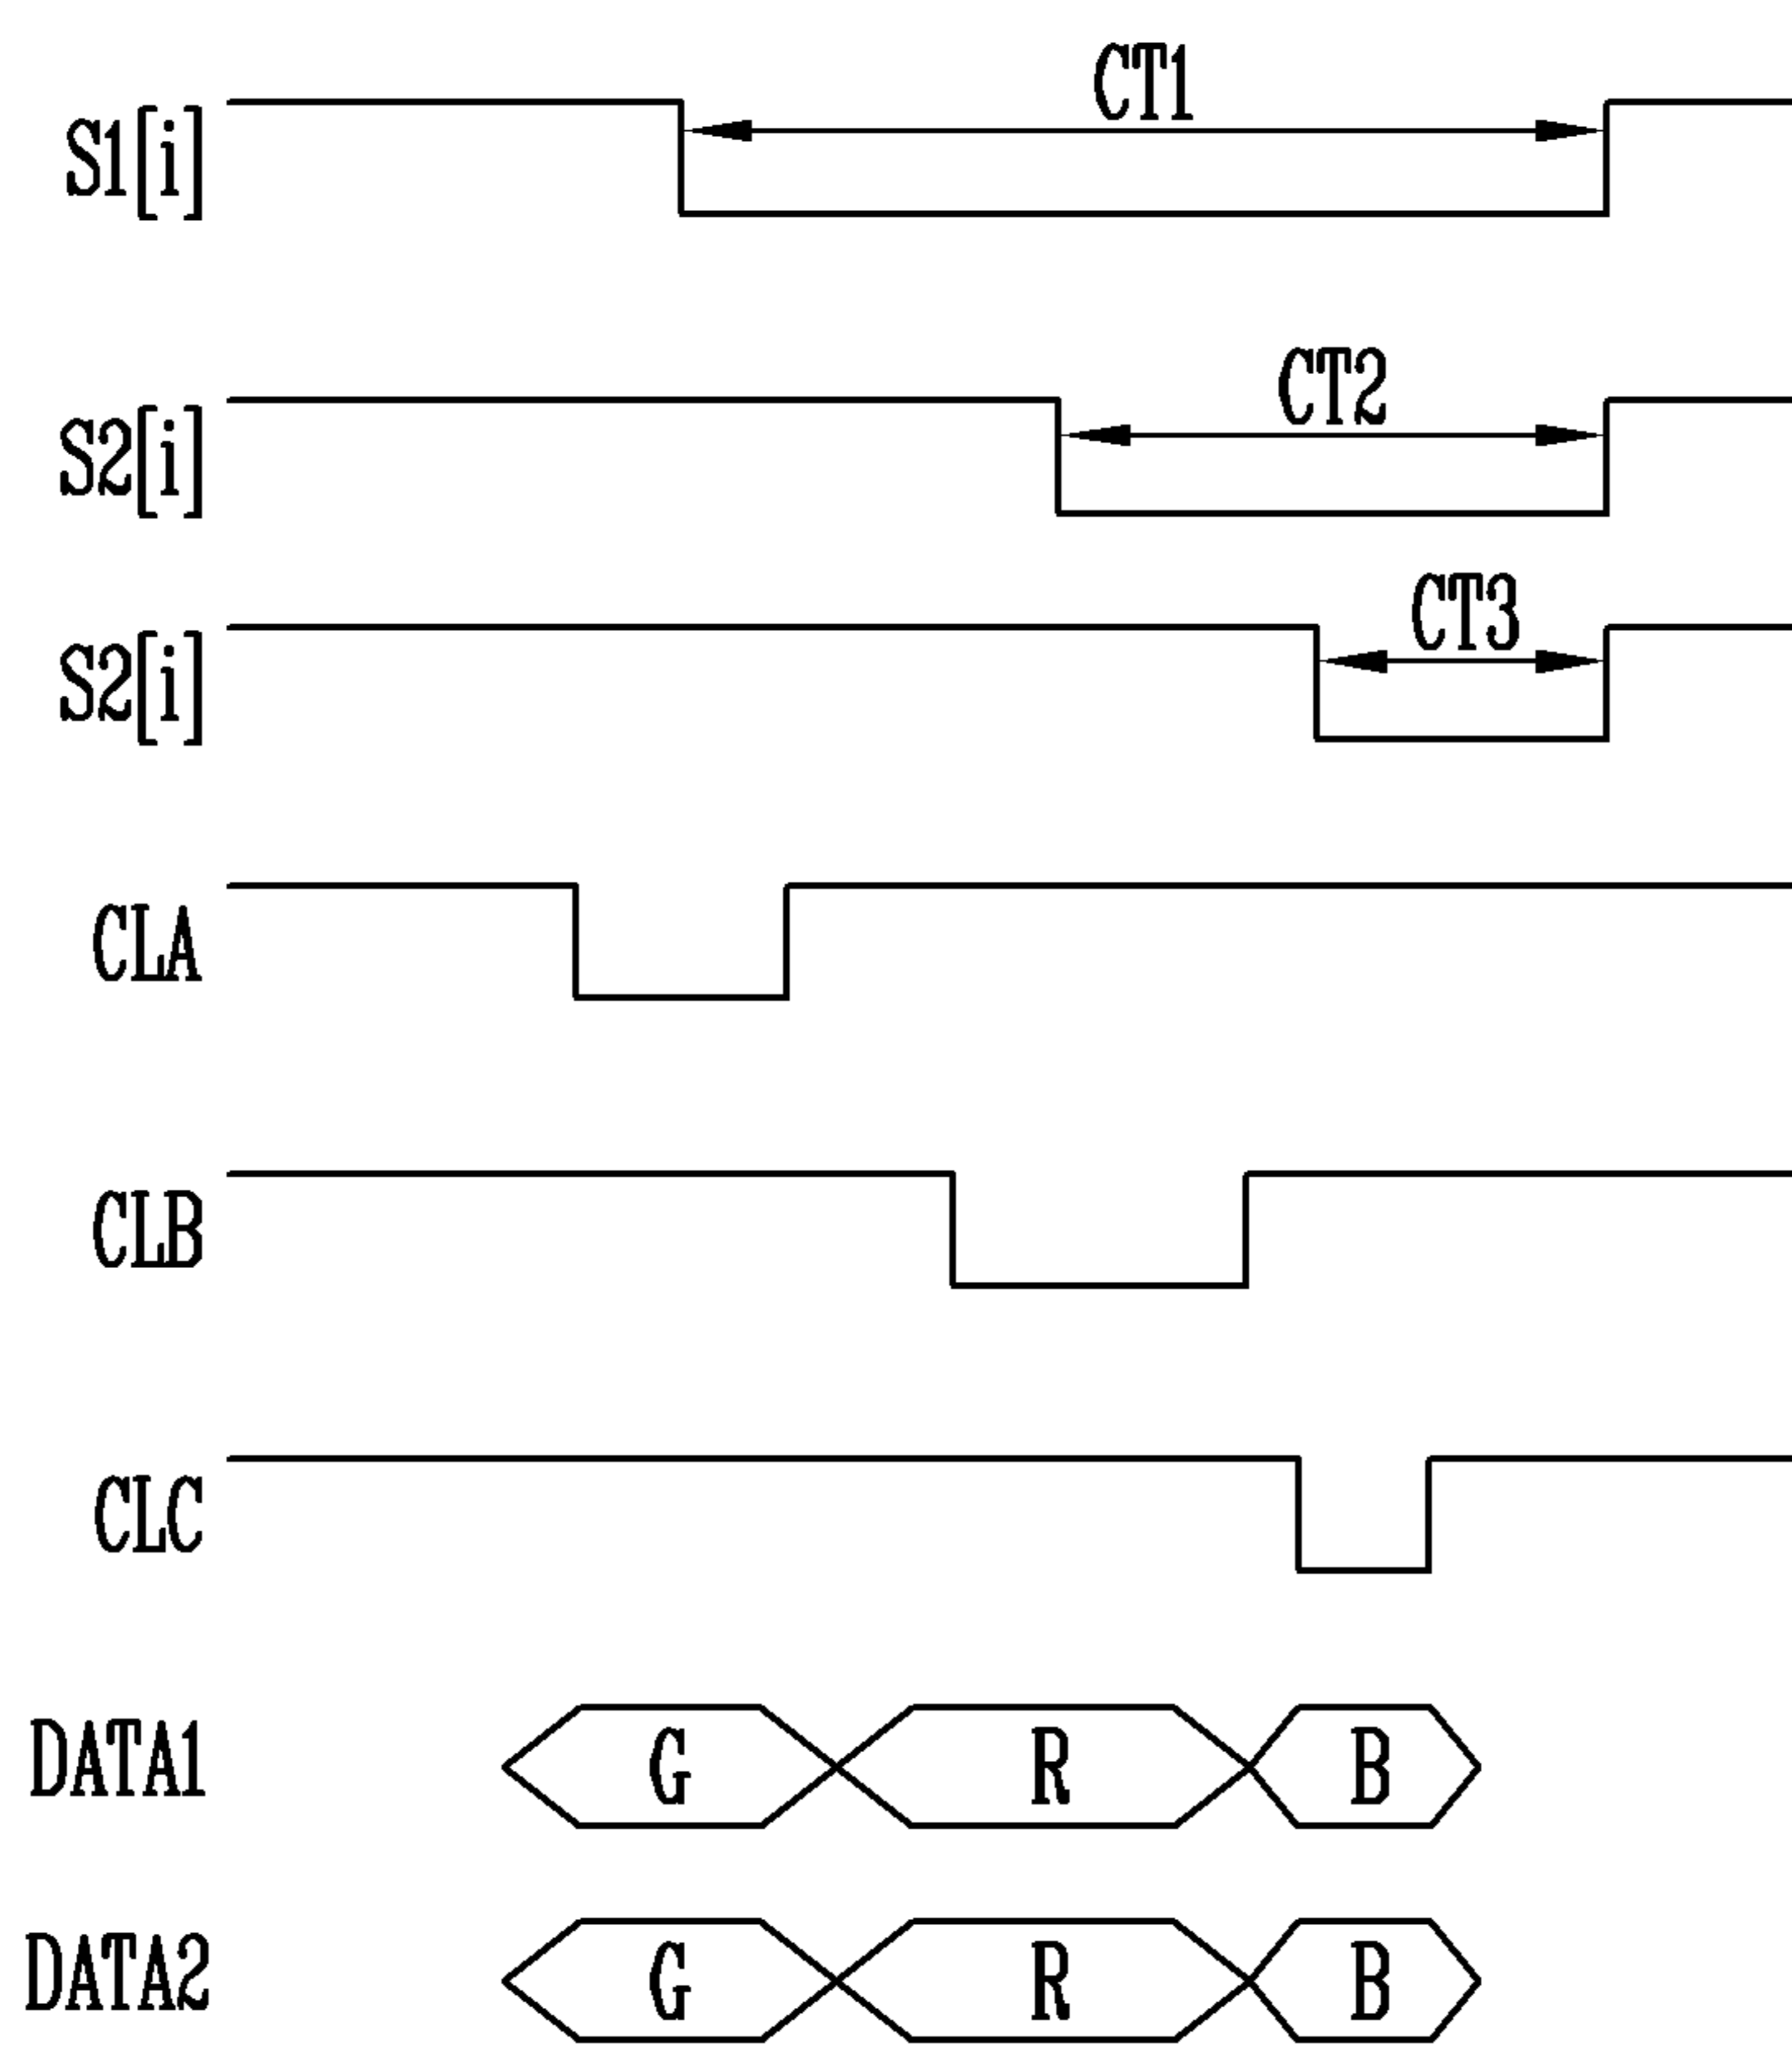 CT1
S1[i]
CT2
S2[i]
CT3
S2[i]
CLA
CLB
CLC
DATA1 G R B
DATA2 G R B